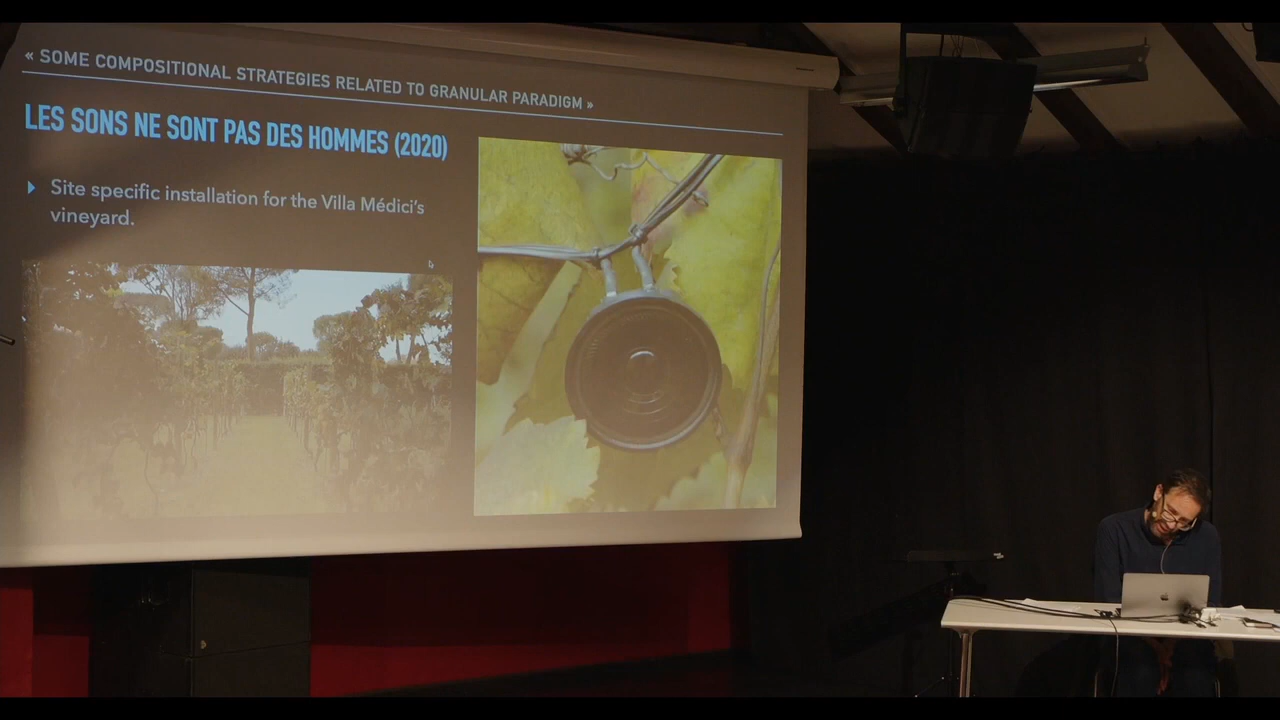 « SOME COMPOSITIONAL STRATEGIES RELATED TO GRANULAR PARADIGM »
LES SONS NE SONT PAS DES HOMMES (2020)
Site specific installation for the Villa Médici's
vineyard.